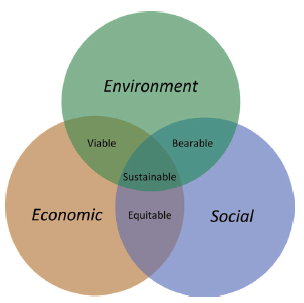 Environment
Viable
Bearable
Sustainable
Economic
Equitable
Social